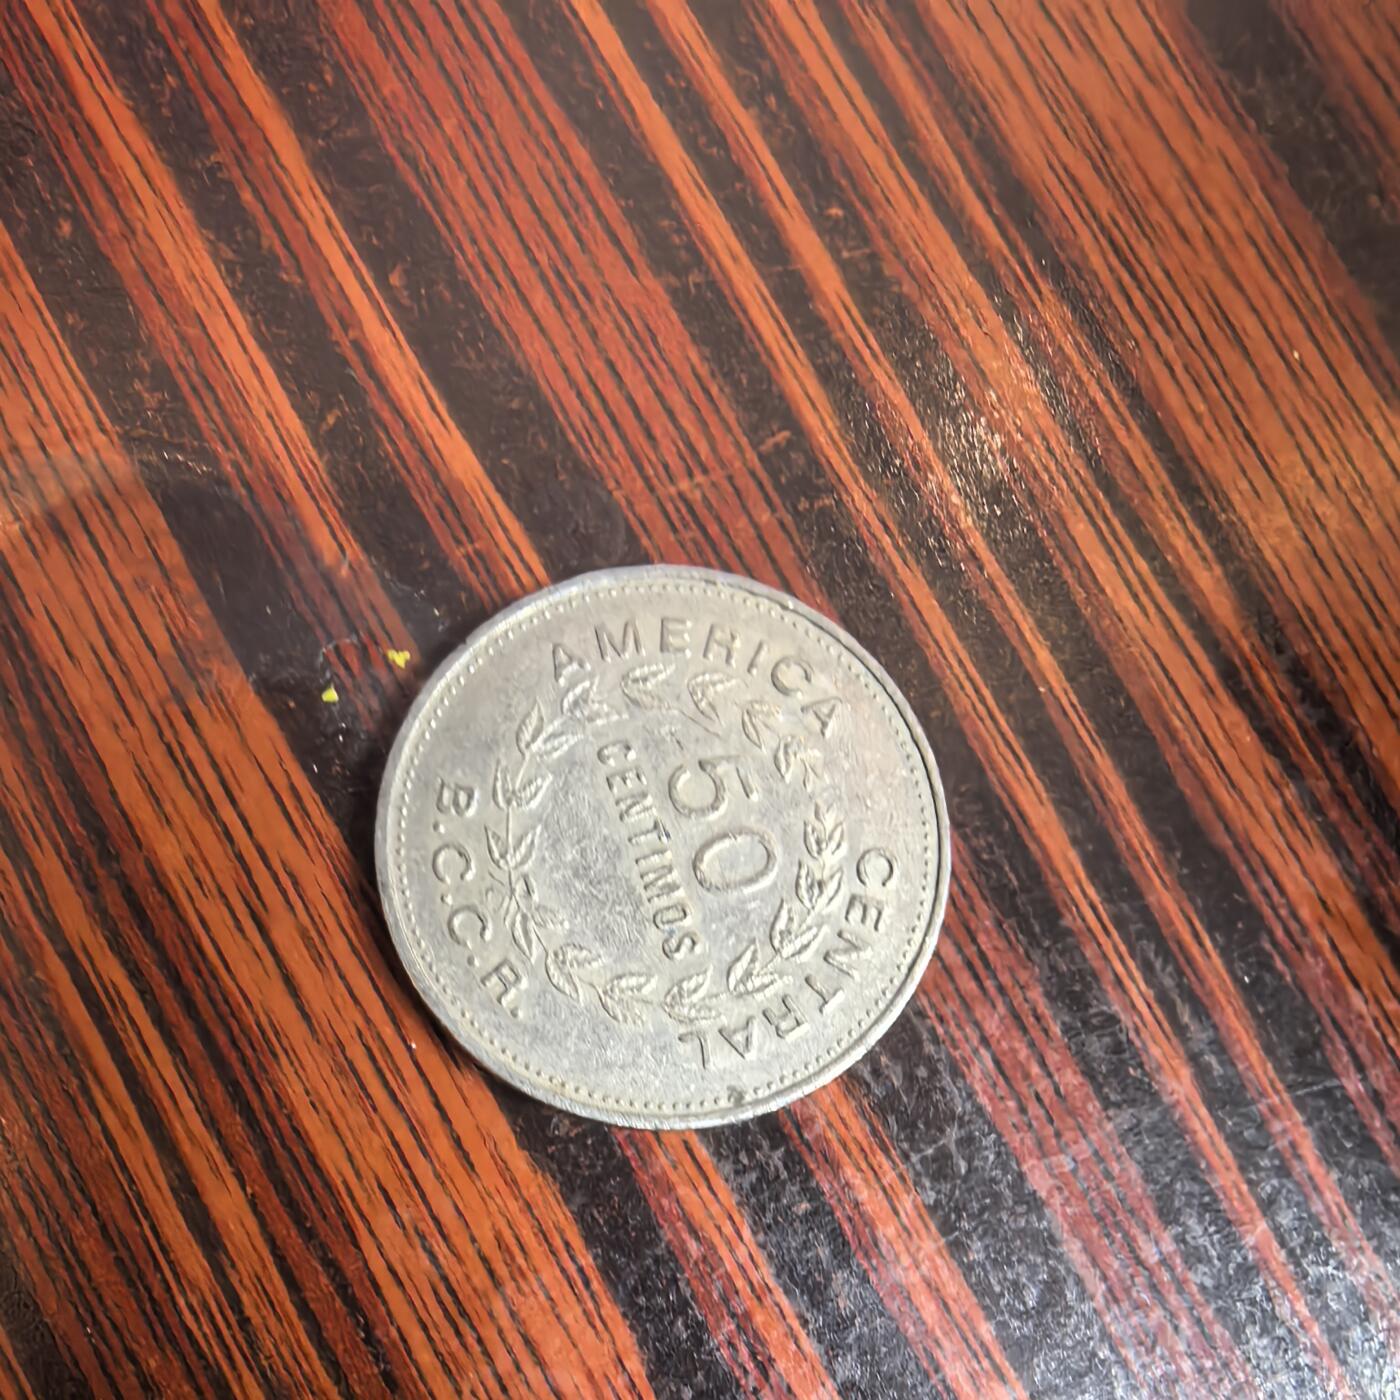 AMERICA CENTRAL
50
CENTIMOS
B.C.C.R.